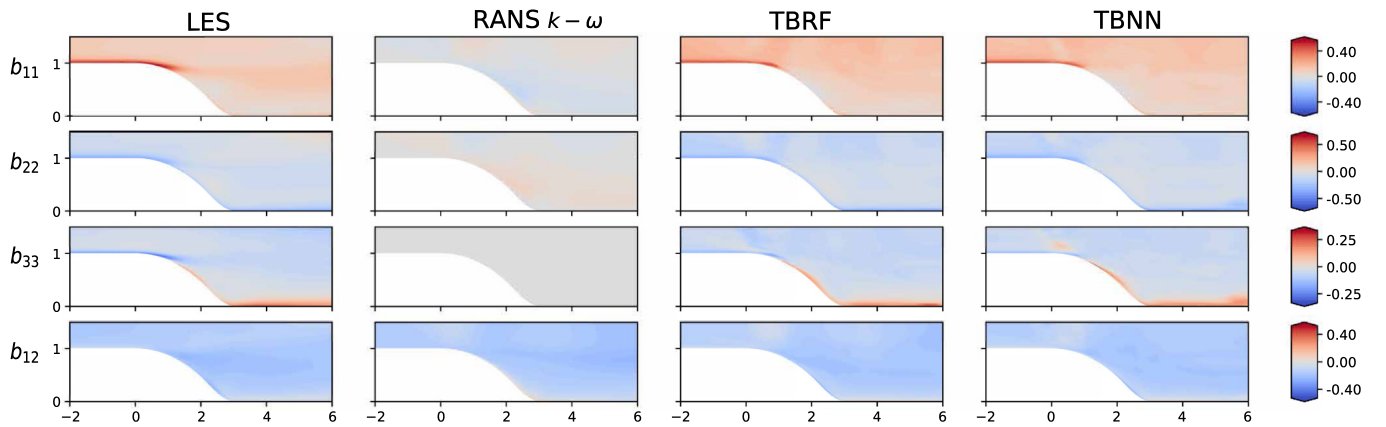 LES RANS k − ω TBRF TBNN
b11 1 0 0.40 0.00 -0.40
b22 1 0 0.50 0.00 -0.50
b33 1 0 0.25 0.00 -0.25
b12 1 0 0.40 0.00 -0.40
−2 0 2 4 6 −2 0 2 4 6 −2 0 2 4 6 −2 0 2 4 6